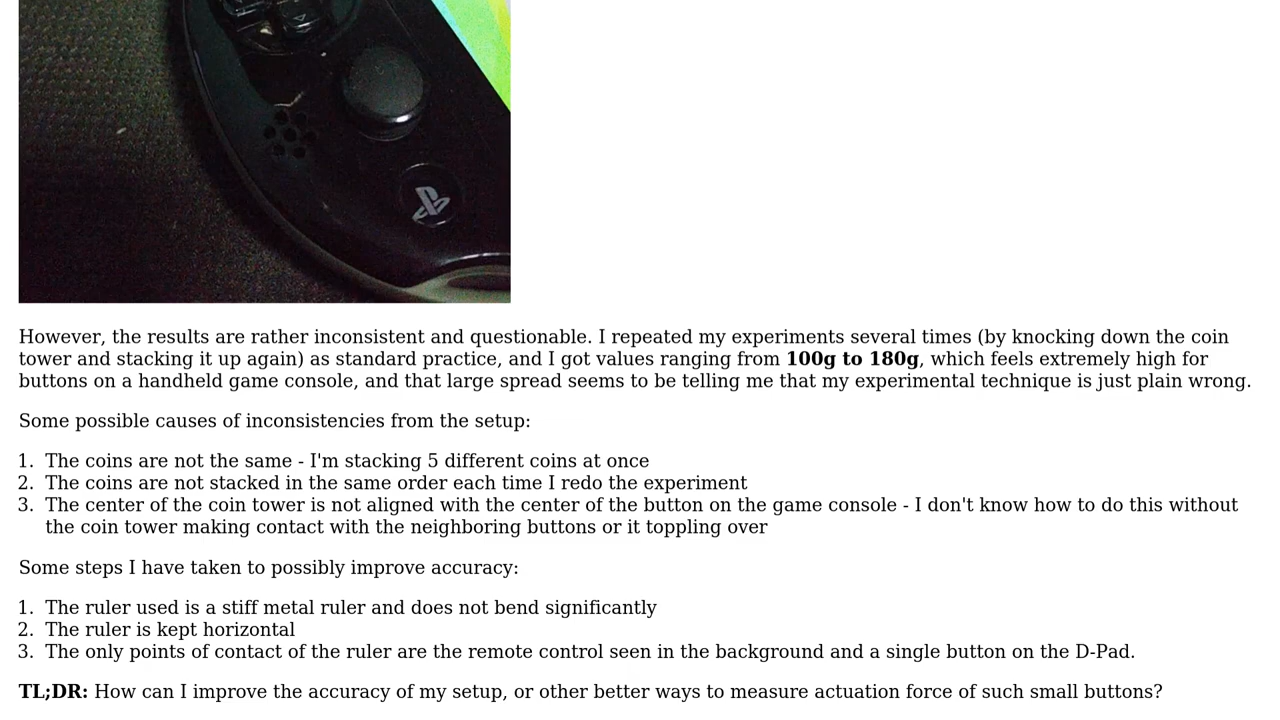 However, the results are rather inconsistent and questionable. I repeated my experiments several times (by knocking down the coin
tower and stacking it up again) as standard practice, and I got values ranging from 100g to 180g, which feels extremely high for
buttons on a handheld game console, and that large spread seems to be telling me that my experimental technique is just plain wrong.
Some possible causes of inconsistencies from the setup:
1. The coins are not the same - I'm stacking 5 different coins at once
2. The coins are not stacked in the same order each time I redo the experiment
3. The center of the coin tower is not aligned with the center of the button on the game console - I don't know how to do this without
the coin tower making contact with the neighboring buttons or it toppling over
Some steps I have taken to possibly improve accuracy:
1. The ruler used is a stiff metal ruler and does not bend significantly
2. The ruler is kept horizontal
3. The only points of contact of the ruler are the remote control seen in the background and a single button on the D-Pad.
TL;DR: How can I improve the accuracy of my setup, or other better ways to measure actuation force of such small buttons?